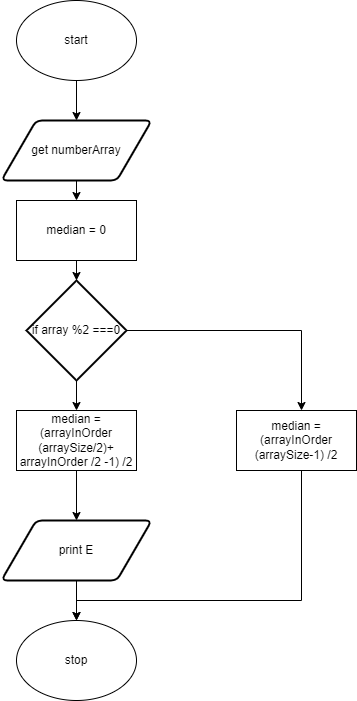 start
get numberArray
median = 0
if array %2 ===0
median =
(arrayInOrder
(arraySize/2)+
arrayInOrder /2 -1) /2
median =
(arrayInOrder
(arraySize-1) /2
print E
stop